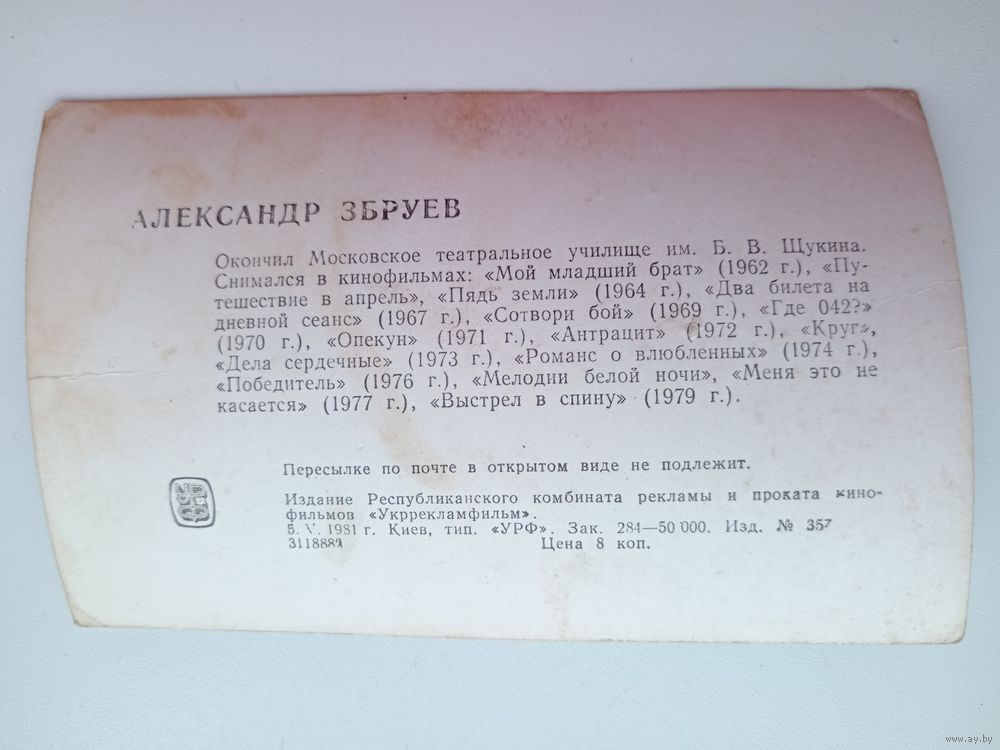 АЛЕКСАНДР ЗБРУЕВ
Окончил Московское театральное училище им. Б. В. Щукина.
Снимался в кинофильмах: «Мой младший брат» (1962 г.), «Пу-
тешествие в апрель», «Пядь земли» (1964 г.), «Два билета на
дневной сеанс» (1967 г.), «Сотвори бой» (1969 г.), «Где 042?»
(1970 г.), «Опекун» (1971 г.), «Антрацит» (1972 г.), «Круг»,
«Дела сердечные» (1973 г.), «Романс о влюбленных» (1974 г.),
«Победитель» (1976 г.), «Мелодии белой ночи», «Меня это не
касается» (1977 г.), «Выстрел в спину» (1979 г.).
Пересылке по почте в открытом виде не подлежит.
Издание Республиканского комбината рекламы и проката кино-
фильмов «Укррекламфильм».
5. V. 1981 г. Киев, тип. «УРФ». Зак. 284—50 000. Изд. № 357
Цена 8 коп.
www.ay.by